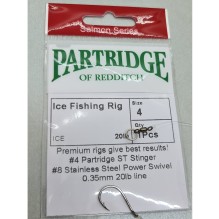 Salmon Series
PARTRIDGE
OF REDDITCH
Ice Fishing Rig
Size
4
Qty
ICE
20lb
1Pcs
Premium rigs give best results!
#4 Partridge ST Stinger
#8 Stainless Steel Power Swivel
0.35mm 20lb line